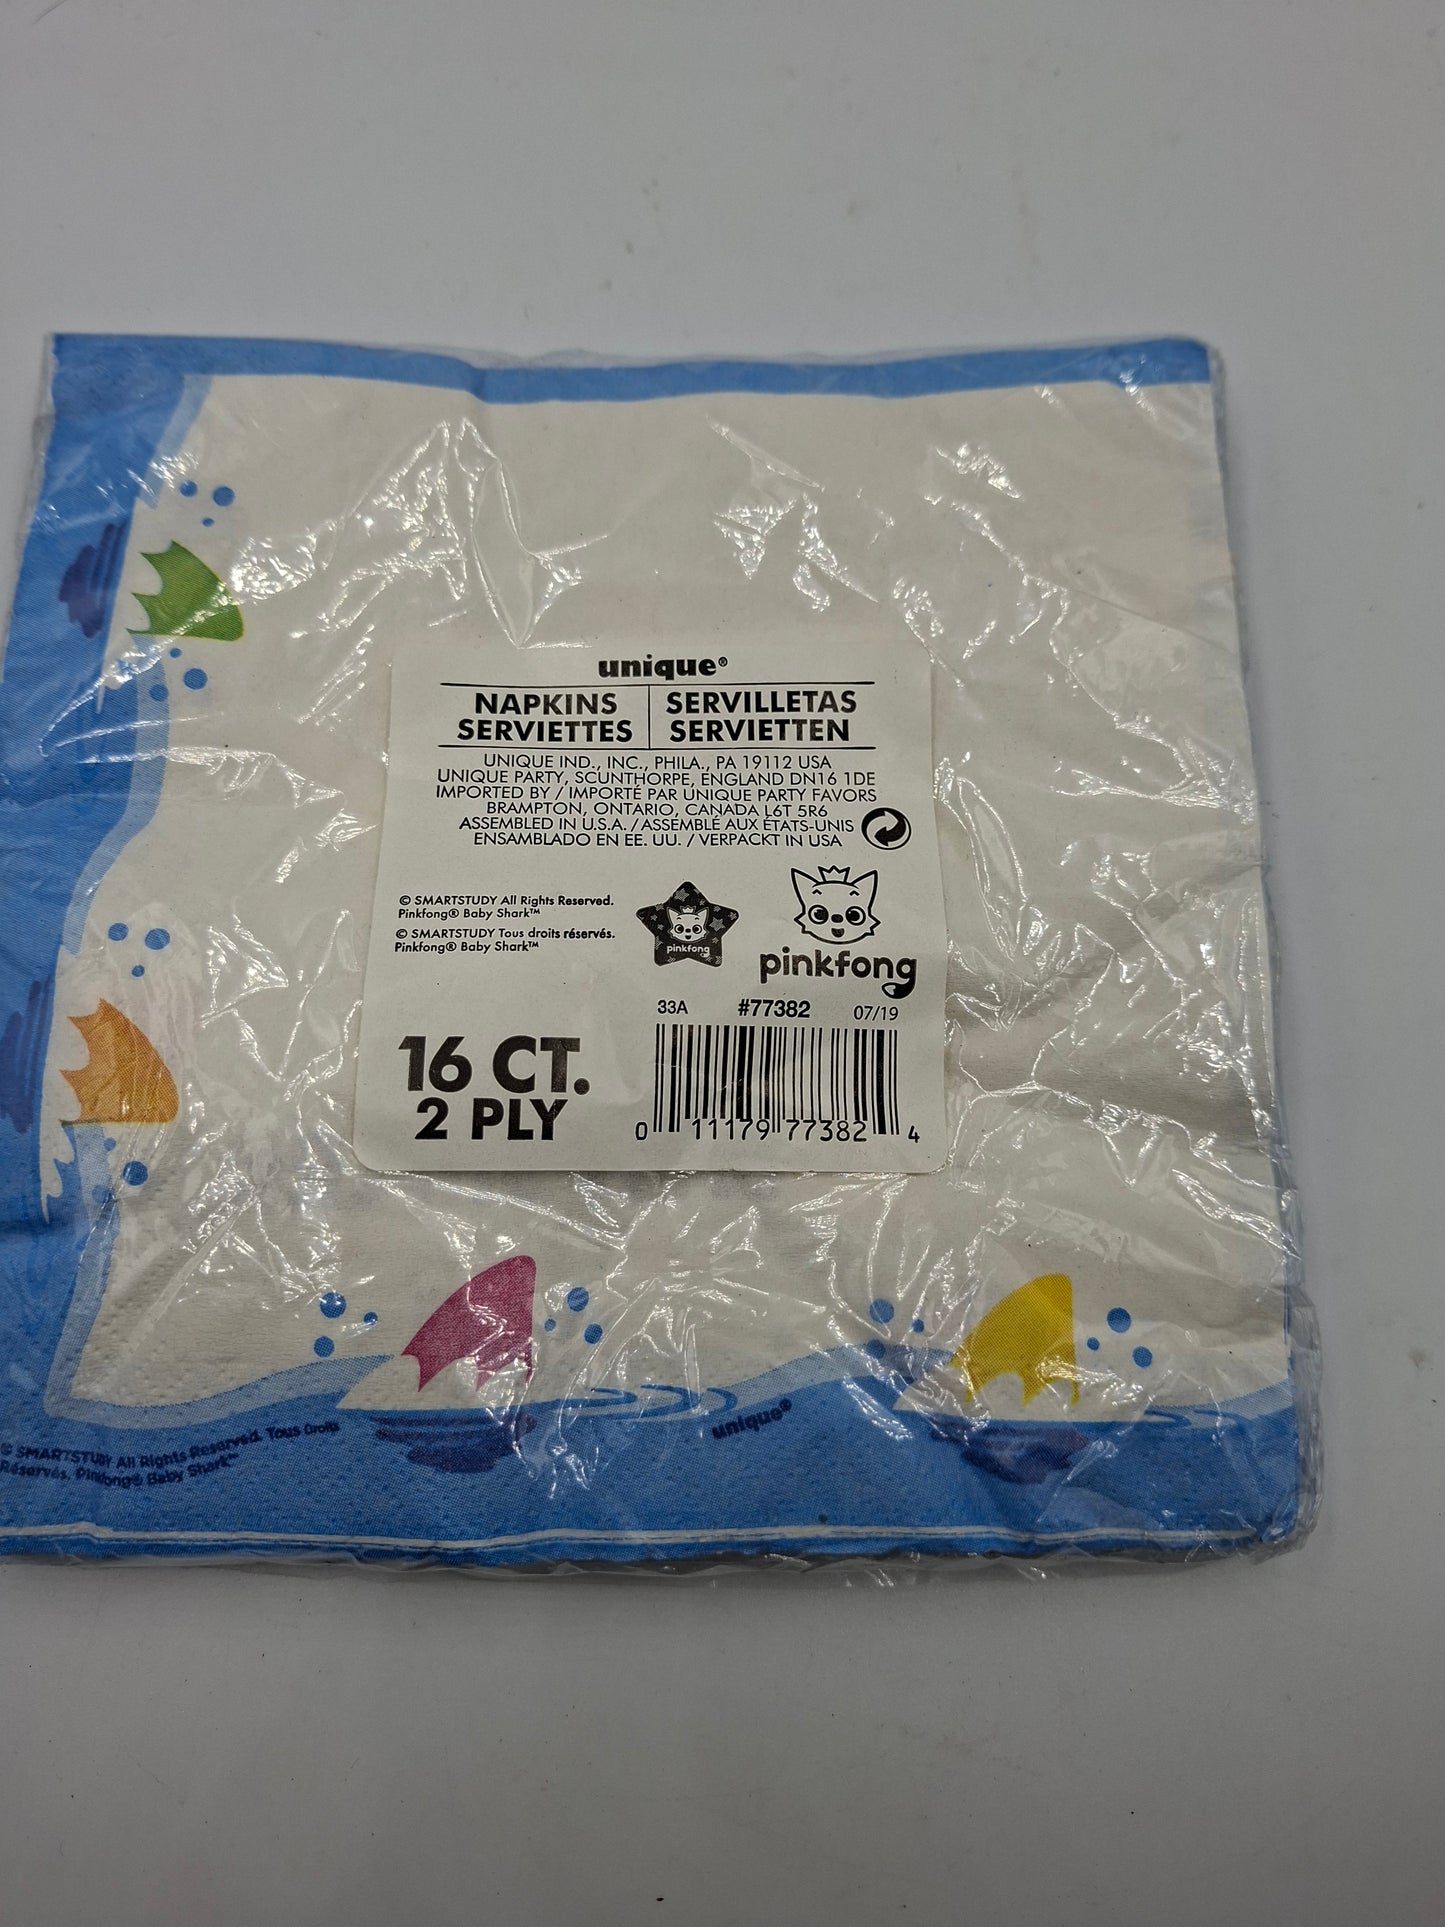 unique®
NAPKINS
SERVIETTES
SERVILLETAS
SERVIETTEN
UNIQUE IND., INC., PHILA., PA 19112 USA
UNIQUE PARTY, SCUNTHORPE, ENGLAND DN16 1DE
IMPORTED BY / IMPORTÉ PAR UNIQUE PARTY FAVORS
BRAMPTON, ONTARIO, CANADA L6T 5R6
ASSEMBLED IN U.S.A. / ASSEMBLÉ AUX ÉTATS-UNIS
ENSAMBLADO EN EE. UU. / VERPACKT IN USA
© SMARTSTUDY All Rights Reserved.
Pinkfong® Baby Shark™
© SMARTSTUDY Tous droits réservés.
Pinkfong® Baby Shark™
pinkfong
pinkfong
33A #77382 07/19
16 CT.
2 PLY
0 11179 77382 4
unique®
© SMARTSTUDY All Rights Reserved. Tous Droits
Réservés. Pinkfong® Baby Shark™